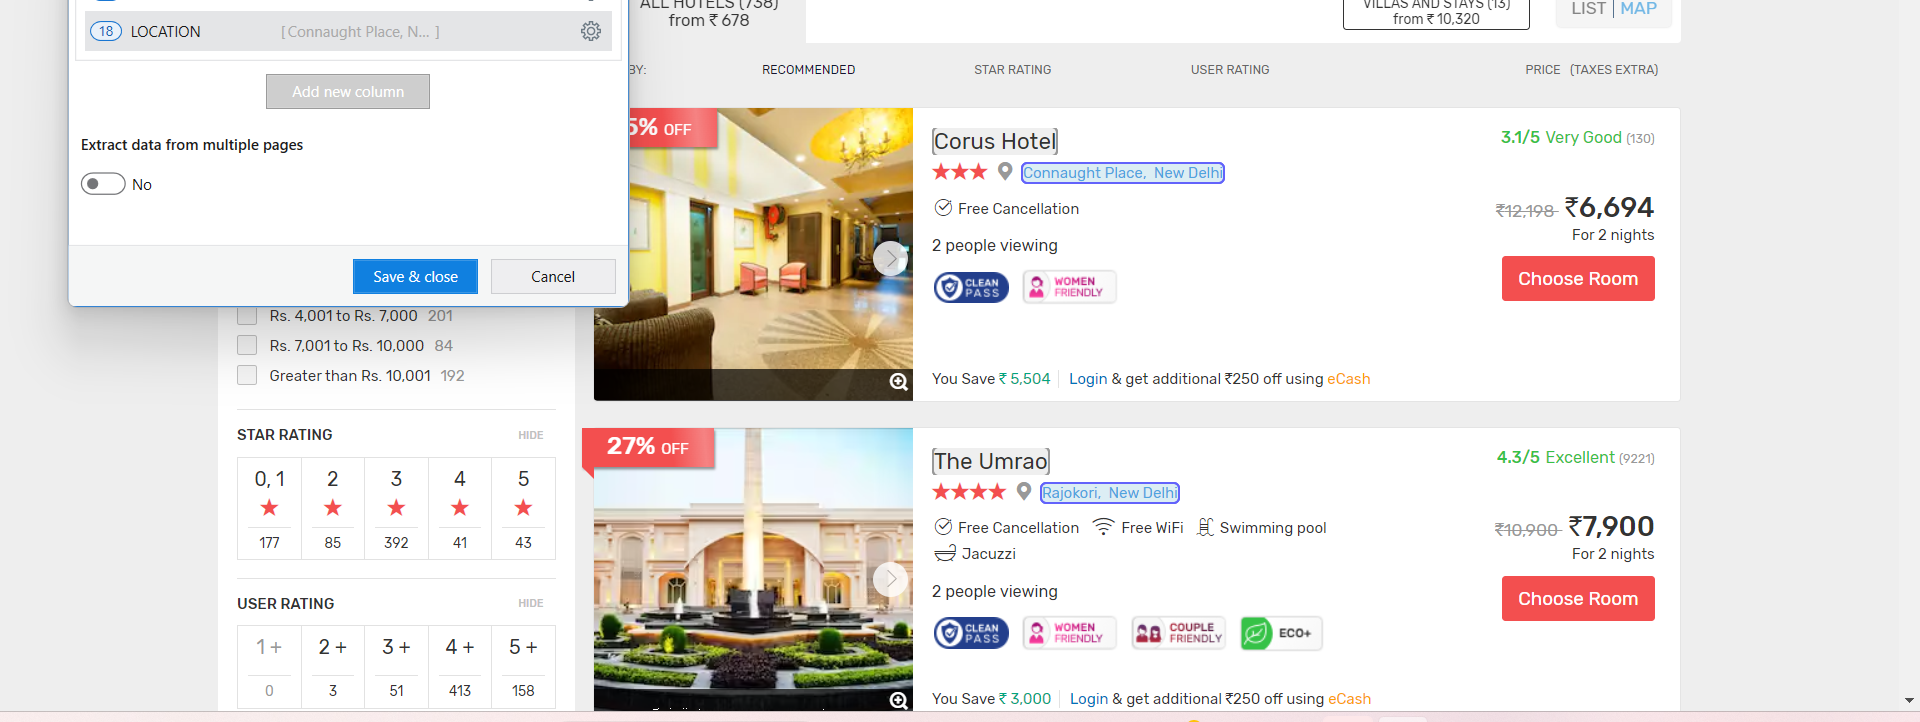 18 LOCATION [Connaught Place, N... ]
Add new column
Extract data from multiple pages
No
Save & close Cancel
ALL HOTELS (738)
from ₹ 678
VILLAS AND STAYS (13)
from ₹ 10,320
LIST | MAP
BY: RECOMMENDED STAR RATING USER RATING PRICE (TAXES EXTRA)
Rs. 4,001 to Rs. 7,000 201
Rs. 7,001 to Rs. 10,000 84
Greater than Rs. 10,001 192
STAR RATING HIDE
0, 1 2 3 4 5
177 85 392 41 43
USER RATING HIDE
1 + 2 + 3 + 4 + 5 +
0 3 51 413 158
5% OFF
Corus Hotel
Connaught Place, New Delhi
Free Cancellation
2 people viewing
CLEAN PASS
WOMEN FRIENDLY
You Save ₹ 5,504 Login & get additional ₹250 off using eCash
3.1/5 Very Good (130)
₹12,198 ₹6,694
For 2 nights
Choose Room
27% OFF
The Umrao
Rajokori, New Delhi
Free Cancellation Free WiFi Swimming pool
Jacuzzi
2 people viewing
CLEAN PASS
WOMEN FRIENDLY
COUPLE FRIENDLY
ECO+
You Save ₹ 3,000 Login & get additional ₹250 off using eCash
4.3/5 Excellent (9221)
₹10,900 ₹7,900
For 2 nights
Choose Room